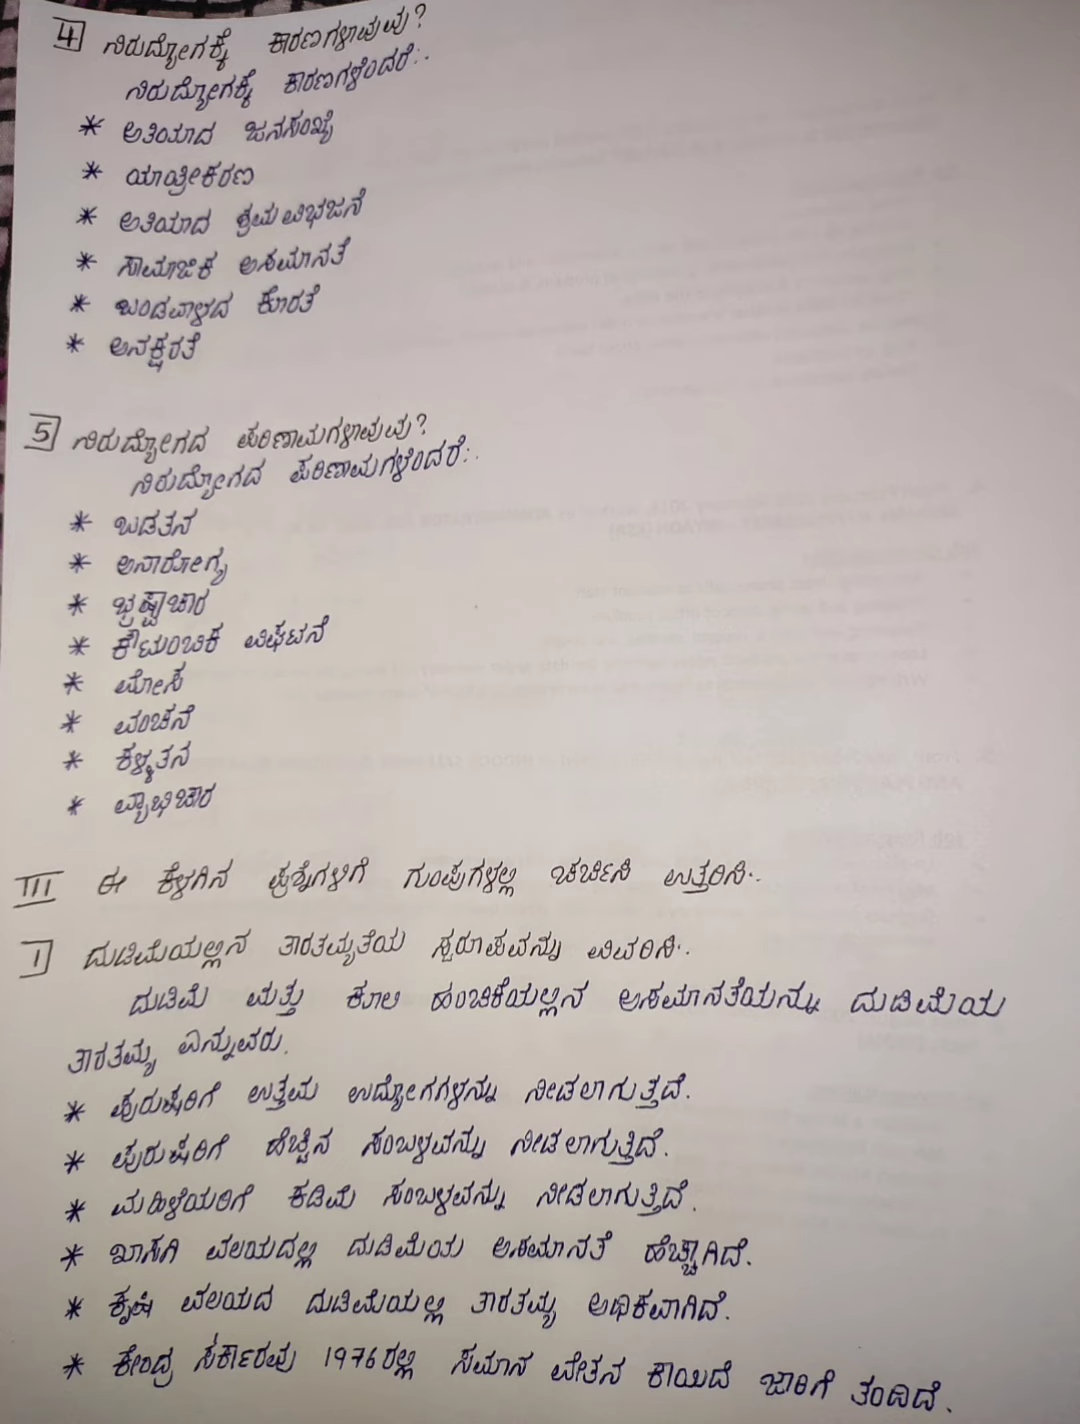 4 ನಿರುದ್ಯೋಗಕ್ಕೆ ಕಾರಣಗಳಾವುವು?
ನಿರುದ್ಯೋಗಕ್ಕೆ ಕಾರಣಗಳೆಂದರೆ:.
* ಅತಿಯಾದ ಜನಸಂಖ್ಯೆ
* ಯಾಂತ್ರೀಕರಣ
* ಅತಿಯಾದ ಶ್ರಮವಿಭಜನೆ
* ಸಾಮಾಜಿಕ ಅಸಮಾನತೆ
* ಬಂಡವಾಳದ ಕೊರತೆ
* ಅನಕ್ಷರತೆ
5 ನಿರುದ್ಯೋಗದ ಪರಿಣಾಮಗಳಾವುವು?
ನಿರುದ್ಯೋಗದ ಪರಿಣಾಮಗಳೆಂದರೆ:.
* ಬಡತನ
* ಅನಾರೋಗ್ಯ
* ಭ್ರಷ್ಟಾಚಾರ
* ಕೌಟುಂಬಿಕ ವಿಘಟನೆ
* ಮೋಸ
* ವಂಚನೆ
* ಕಳ್ಳತನ
* ವ್ಯಾಭಿಚಾರ
III ಈ ಕೆಳಗಿನ ಪ್ರಶ್ನೆಗಳಿಗೆ ಗುಂಪುಗಳಲ್ಲಿ ಚರ್ಚಿಸಿ ಉತ್ತರಿಸಿ:.
1 ದುಡಿಮೆಯಲ್ಲಿನ ತಾರತಮ್ಯತೆಯ ಸ್ವರೂಪವನ್ನು ವಿವರಿಸಿ:.
ದುಡಿಮೆ ಮತ್ತು ಕೂಲಿ ಹಂಚಿಕೆಯಲ್ಲಿನ ಅಸಮಾನತೆಯನ್ನು ದುಡಿಮೆಯ
ತಾರತಮ್ಯ ಎನ್ನುವರು.
* ಪುರುಷರಿಗೆ ಉತ್ತಮ ಉದ್ಯೋಗಗಳನ್ನು ನೀಡಲಾಗುತ್ತದೆ.
* ಪುರುಷರಿಗೆ ಹೆಚ್ಚಿನ ಸಂಬಳವನ್ನು ನೀಡಲಾಗುತ್ತಿದೆ.
* ಮಹಿಳೆಯರಿಗೆ ಕಡಿಮೆ ಸಂಬಳವನ್ನು ನೀಡಲಾಗುತ್ತಿದೆ.
* ಖಾಸಗಿ ವಲಯದಲ್ಲಿ ದುಡಿಮೆಯ ಅಸಮಾನತೆ ಹೆಚ್ಚಾಗಿದೆ.
* ಕೃಷಿ ವಲಯದ ದುಡಿಮೆಯಲ್ಲಿ ತಾರತಮ್ಯ ಅಧಿಕವಾಗಿದೆ.
* ಕೇಂದ್ರ ಸರ್ಕಾರವು 1976ರಲ್ಲಿ ಸಮಾನ ವೇತನ ಕಾಯಿದೆ ಜಾರಿಗೆ ತಂದಿದೆ.